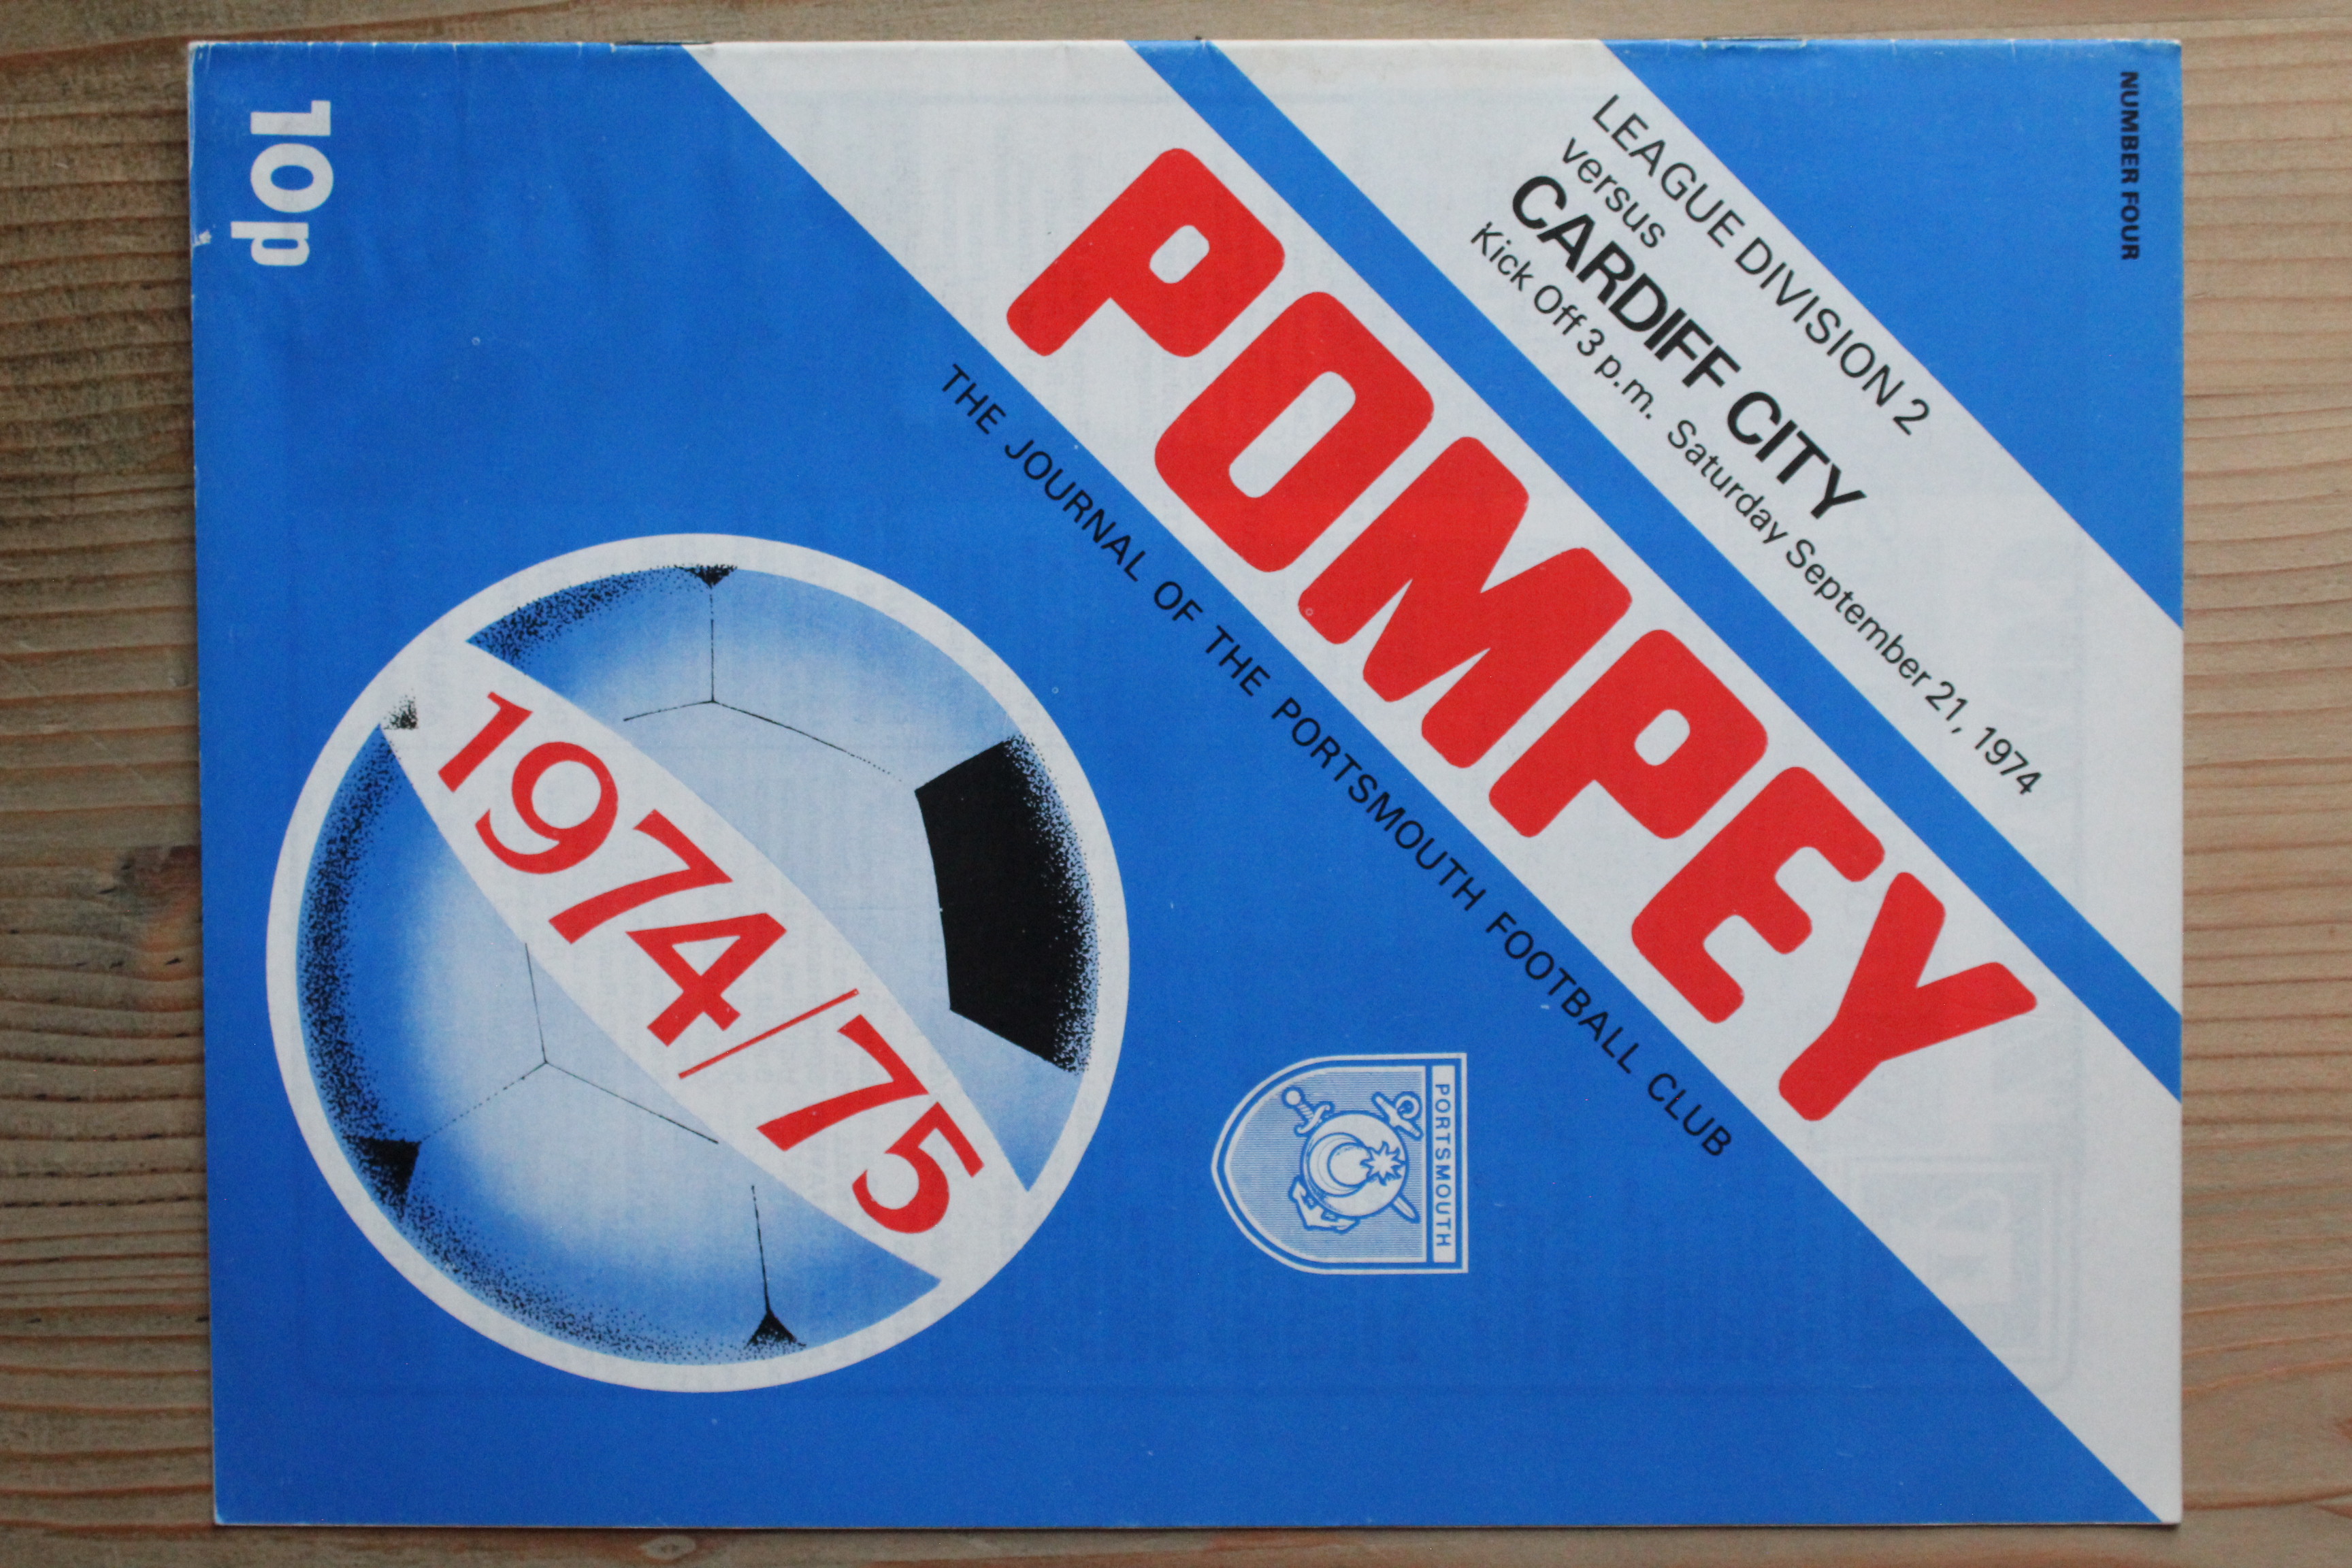 NUMBER FOUR
LEAGUE DIVISION 2
versus
CARDIFF CITY
Kick Off 3 p.m. Saturday September 21, 1974
POMPEY
THE JOURNAL OF THE PORTSMOUTH FOOTBALL CLUB
PORTSMOUTH
1974/75
10p